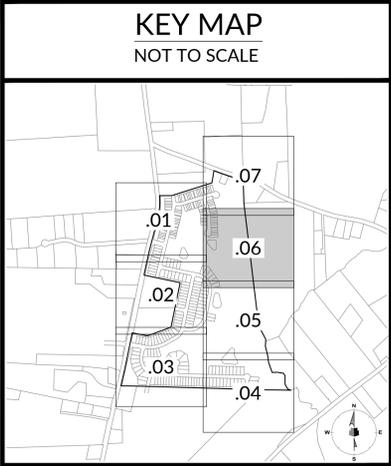 KEY MAP
NOT TO SCALE
.07
.01
.06
.02
.05
.03
.04
N
W E
S